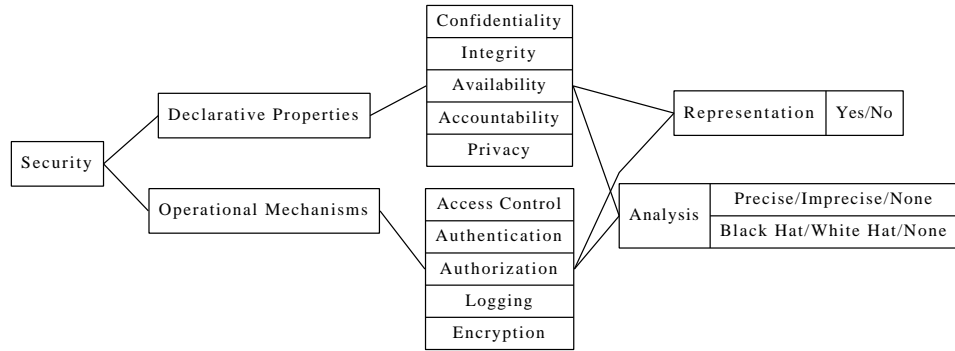 Security
Declarative Properties
Operational Mechanisms
Confidentiality
Integrity
Availability
Accountability
Privacy
Access Control
Authentication
Authorization
Logging
Encryption
Representation
Yes/No
Analysis
Precise/Imprecise/None
Black Hat/White Hat/None